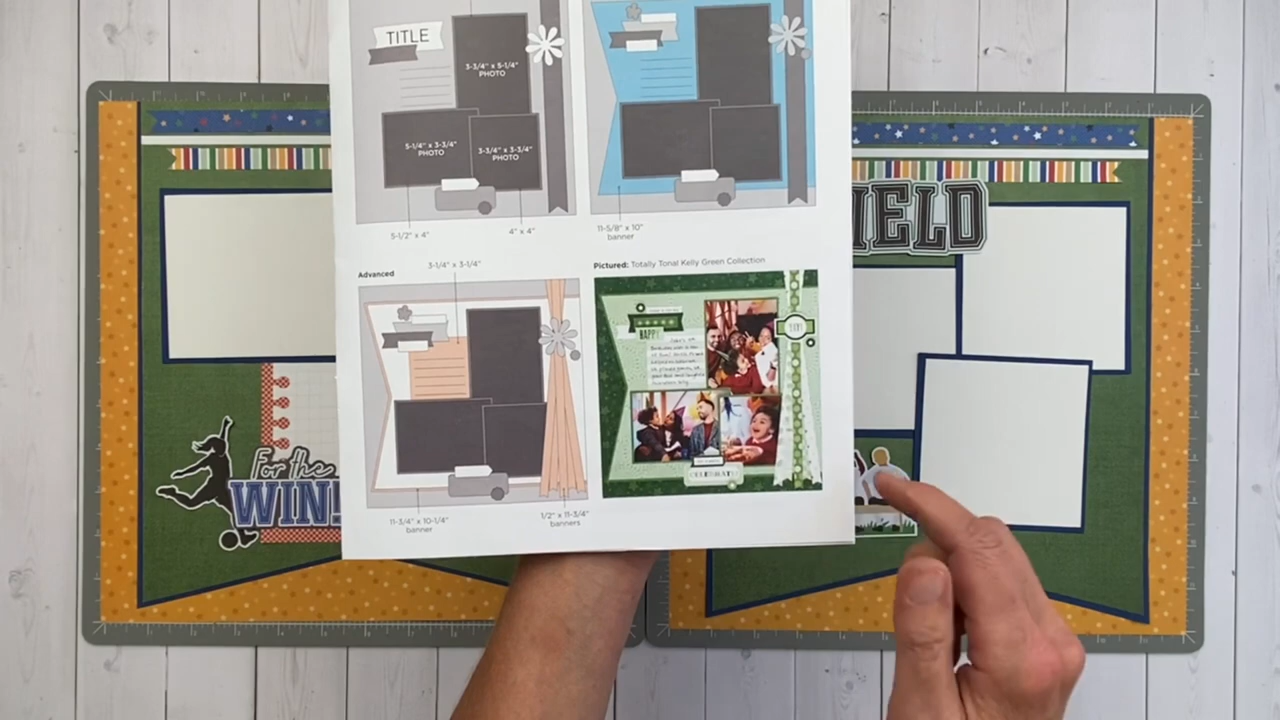 TITLE
3-3/4" x 5-1/4"
PHOTO
5-1/4" x 3-3/4"
PHOTO
3-3/4" x 3-3/4"
PHOTO
5-1/2" x 4"
4" x 4"
11-5/8" x 10"
banner
Advanced
3-1/4" x 3-1/4"
Pictured: Totally Tonal Kelly Green Collection
HAPPY
CELEBRATE
11-3/4" x 10-1/4"
banner
1/2" x 11-3/4"
banners
IELD
For the
WIN!